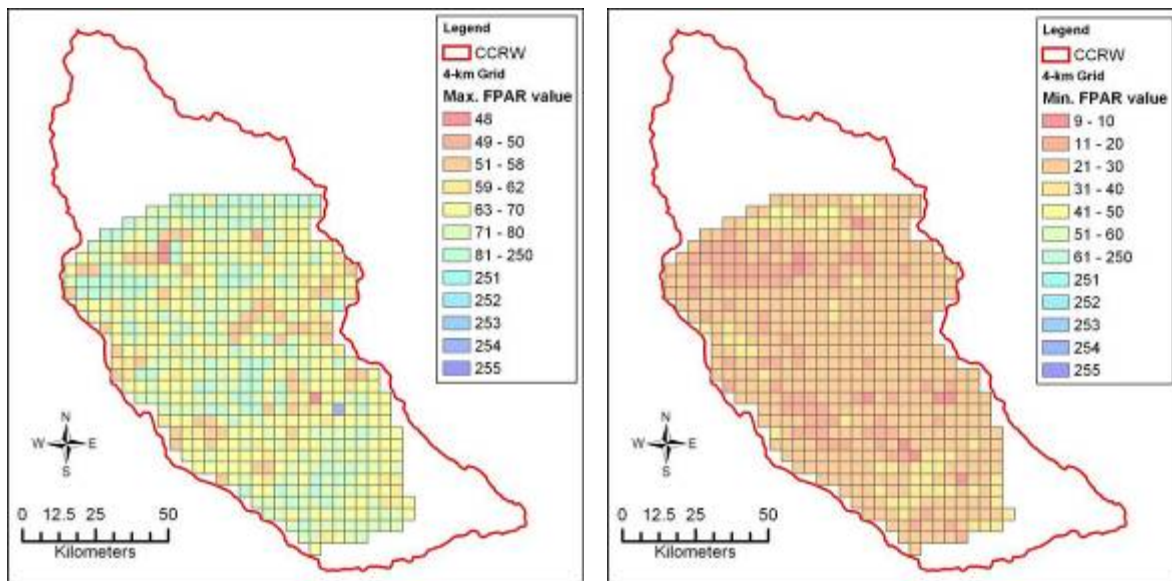 Legend
CCRW
4-km Grid
Max. FPAR value
48
49 - 50
51 - 58
59 - 62
63 - 70
71 - 80
81 - 250
251
252
253
254
255
N
W E
S
0 12.5 25 50
Kilometers
Legend
CCRW
4-km Grid
Min. FPAR value
9 - 10
11 - 20
21 - 30
31 - 40
41 - 50
51 - 60
61 - 250
251
252
253
254
255
N
W E
S
0 12.5 25 50
Kilometers